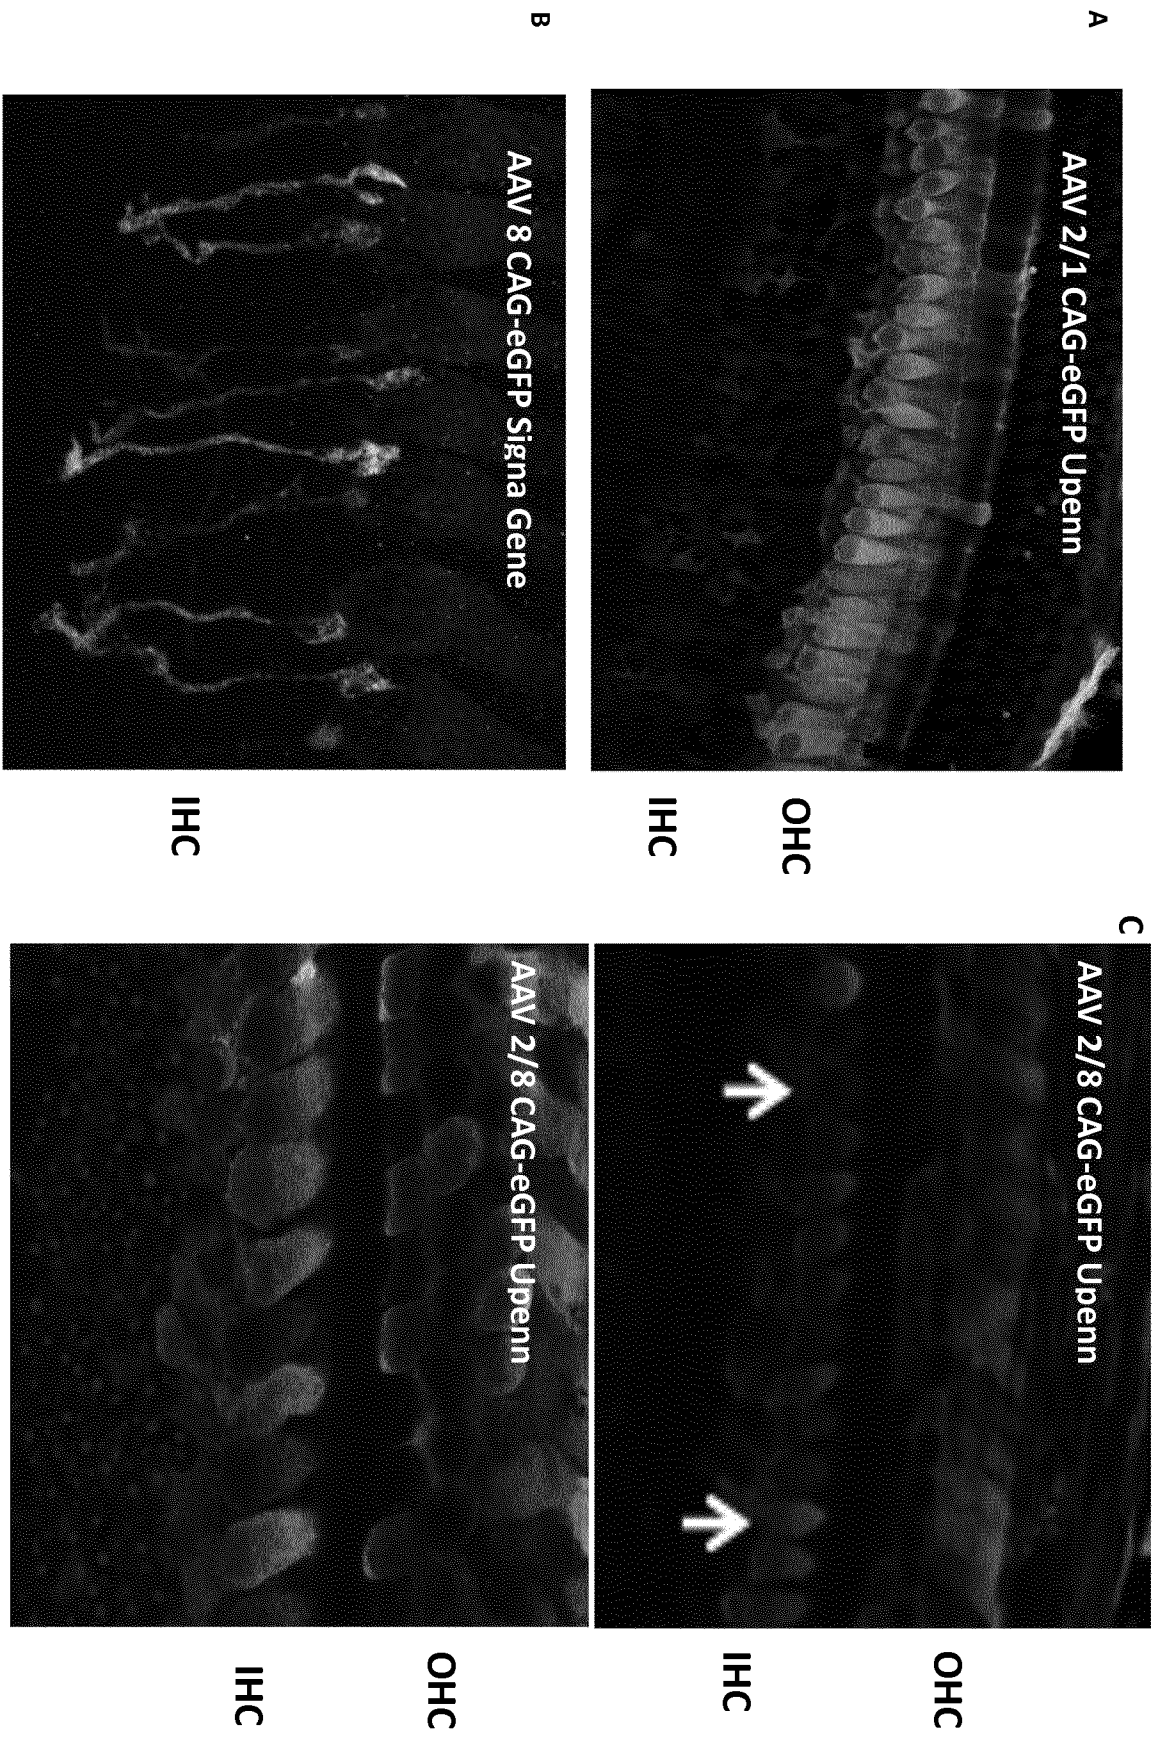 A
AAV 2/1 CAG-eGFP Upenn
OHC
IHC
B
AAV 8 CAG-eGFP Signa Gene
IHC
C
AAV 2/8 CAG-eGFP Upenn
OHC
IHC
AAV 2/8 CAG-eGFP Upenn
OHC
IHC